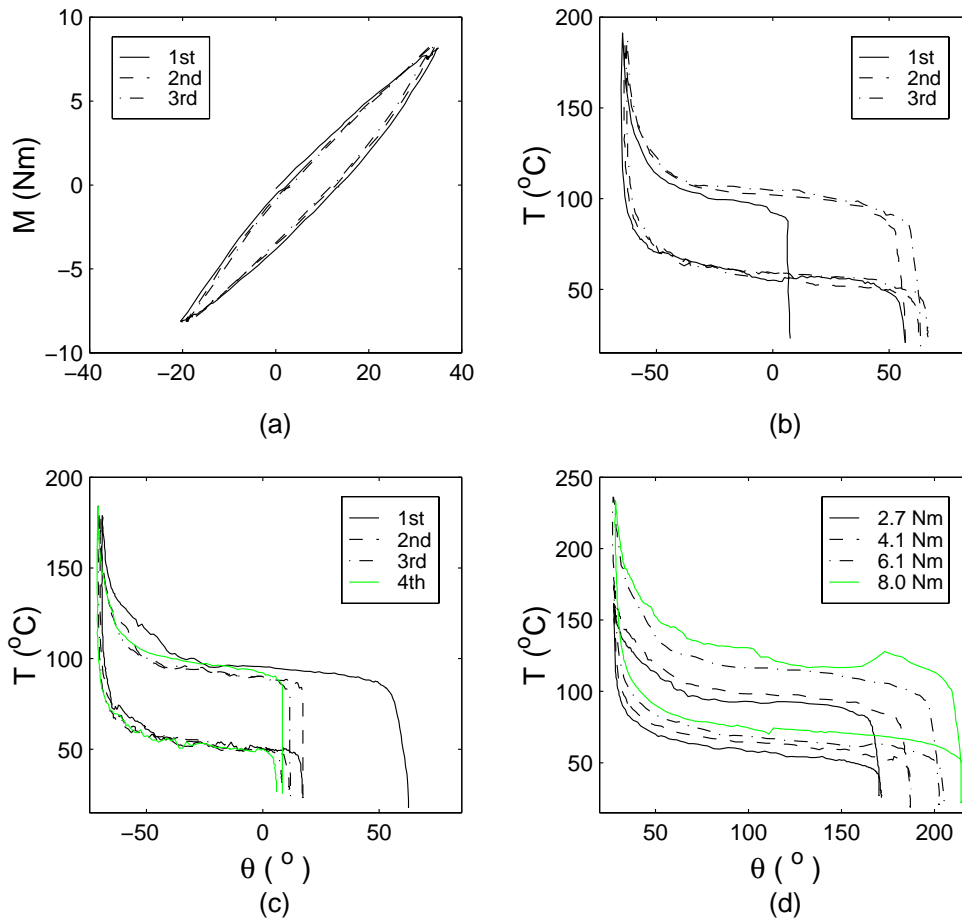 10
5
0
−5
−10
M (Nm)
1st
2nd
3rd
−40
−20
0
20
40
(a)
200
150
100
50
T (°C)
1st
2nd
3rd
−50
0
50
(b)
200
150
100
50
T (°C)
1st
2nd
3rd
4th
−50
0
50
θ ( ° )
(c)
250
200
150
100
50
T (°C)
2.7 Nm
4.1 Nm
6.1 Nm
8.0 Nm
50
100
150
200
θ ( ° )
(d)